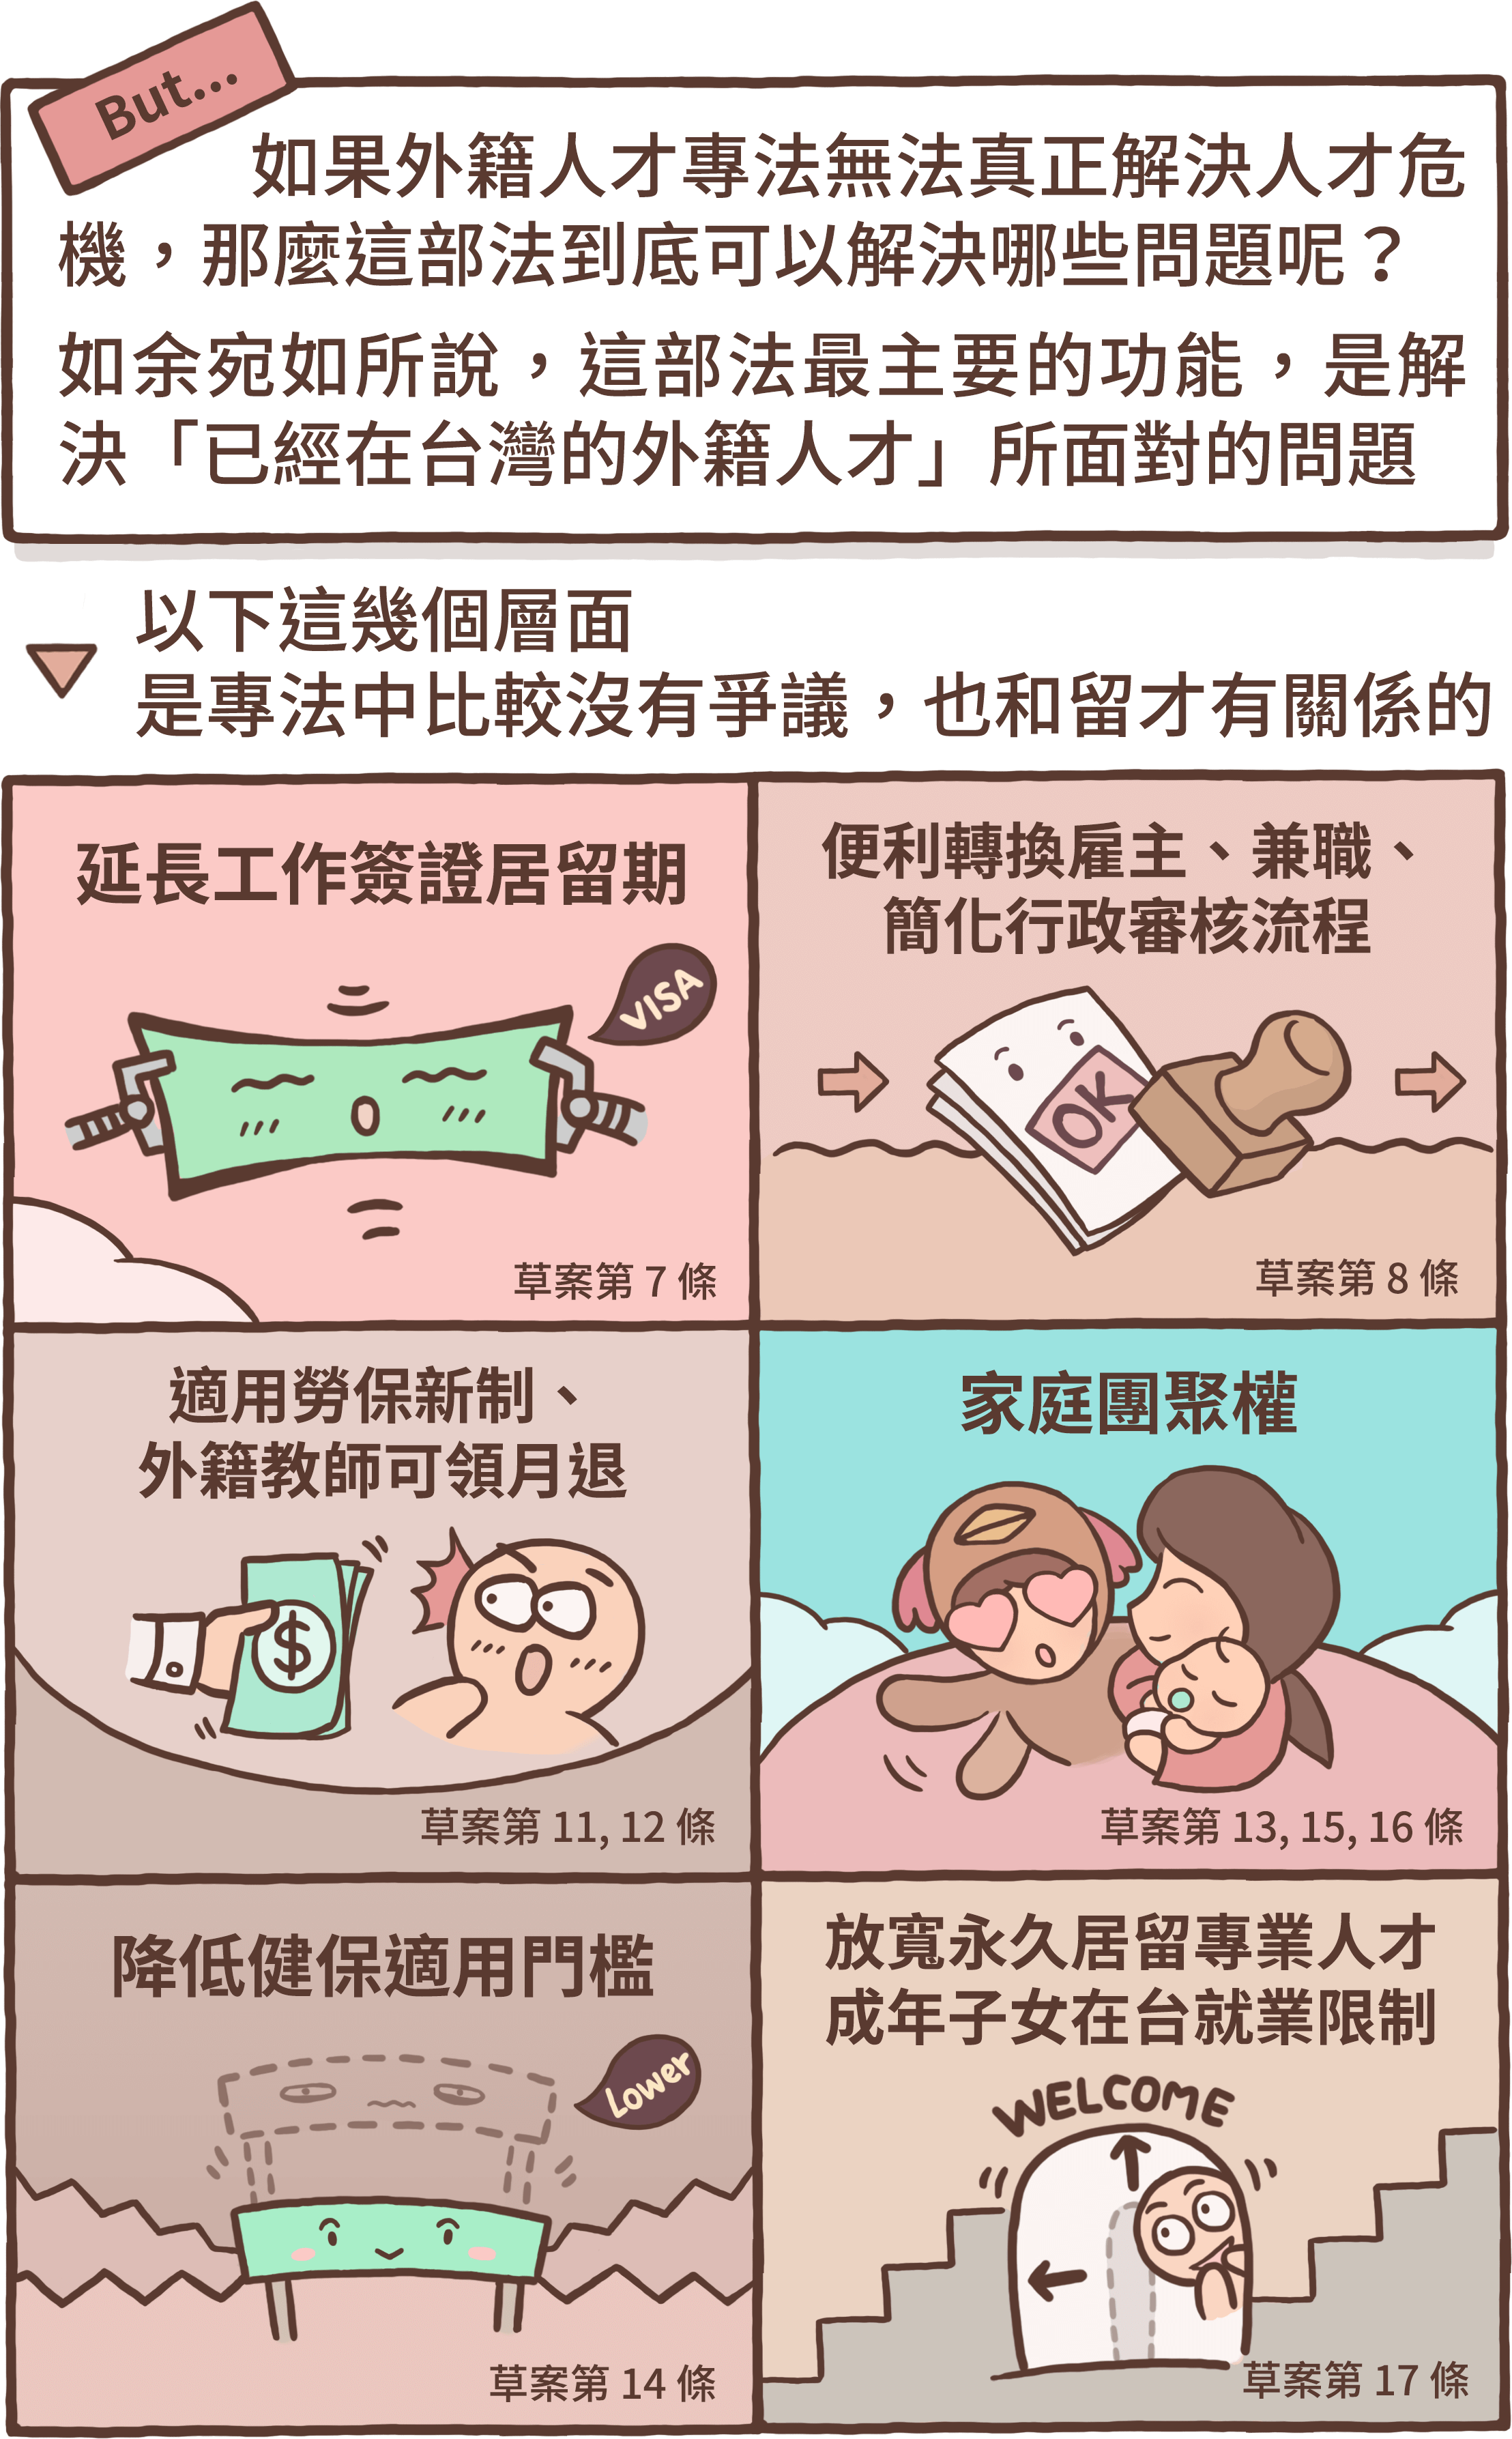 But...
如果外籍人才專法無法真正解決人才危
機，那麼這部法到底可以解決哪些問題呢？
如余宛如所說，這部法最主要的功能，是解
決「已經在台灣的外籍人才」所面對的問題
以下這幾個層面
是專法中比較沒有爭議，也和留才有關係的
延長工作簽證居留期
VISA
草案第 7 條
便利轉換雇主、兼職、
簡化行政審核流程
OK
草案第 8 條
適用勞保新制、
外籍教師可領月退
$
草案第 11, 12 條
家庭團聚權
草案第 13, 15, 16 條
降低健保適用門檻
Lower
草案第 14 條
放寬永久居留專業人才
成年子女在台就業限制
WELCOME
草案第 17 條